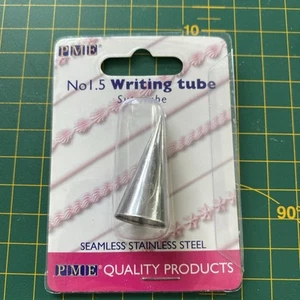 10
PME
No1.5 Writing tube
SEAMLESS STAINLESS STEEL
PME QUALITY PRODUCTS
90°